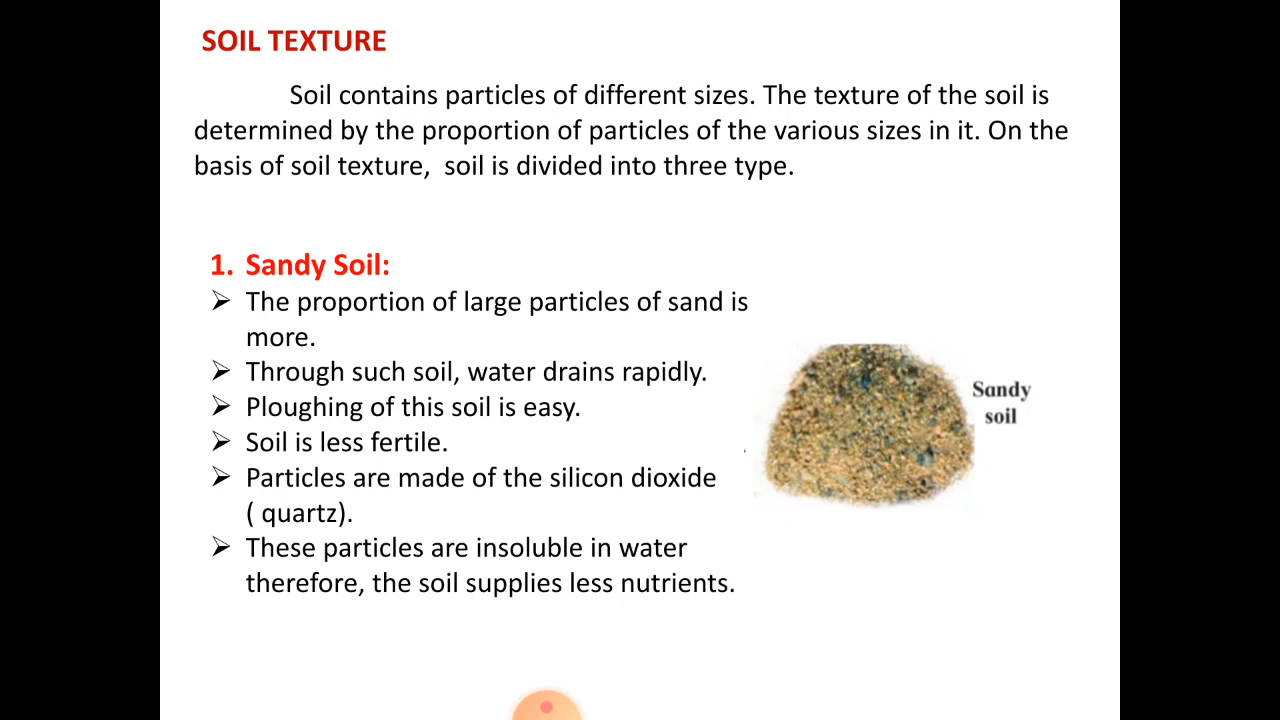 SOIL TEXTURE
Soil contains particles of different sizes. The texture of the soil is
determined by the proportion of particles of the various sizes in it. On the
basis of soil texture, soil is divided into three type.
1. Sandy Soil:
➢ The proportion of large particles of sand is
more.
➢ Through such soil, water drains rapidly.
➢ Ploughing of this soil is easy.
➢ Soil is less fertile.
➢ Particles are made of the silicon dioxide
( quartz).
➢ These particles are insoluble in water
therefore, the soil supplies less nutrients.
Sandy
soil